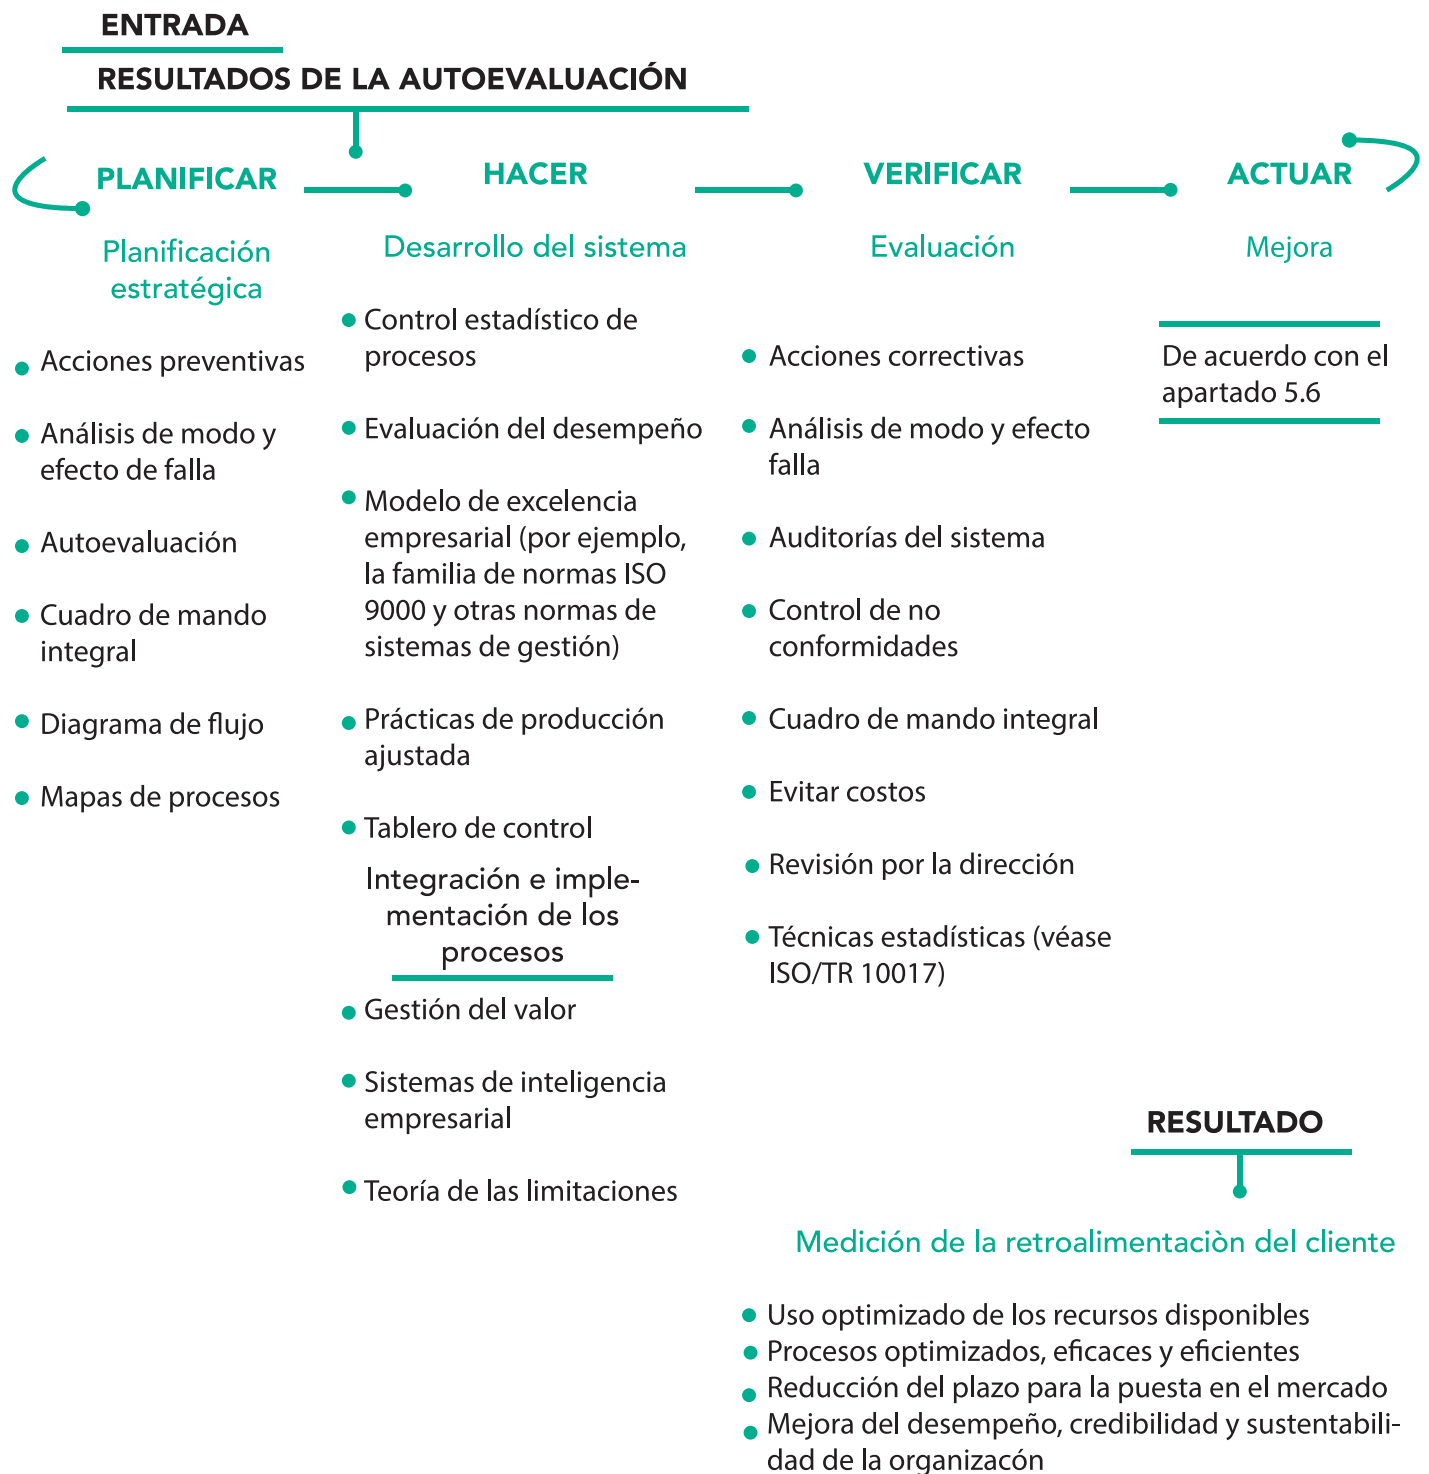 ENTRADA
RESULTADOS DE LA AUTOEVALUACIÓN
PLANIFICAR
Planificación
estratégica
Acciones preventivas
Análisis de modo y
efecto de falla
Autoevaluación
Cuadro de mando
integral
Diagrama de flujo
Mapas de procesos
HACER
Desarrollo del sistema
Control estadístico de
procesos
Evaluación del desempeño
Modelo de excelencia
empresarial (por ejemplo,
la familia de normas ISO
9000 y otras normas de
sistemas de gestión)
Prácticas de producción
ajustada
Tablero de control
Integración e imple-
mentación de los
procesos
Gestión del valor
Sistemas de inteligencia
empresarial
Teoría de las limitaciones
VERIFICAR
Evaluación
Acciones correctivas
Análisis de modo y efecto
falla
Auditorías del sistema
Control de no
conformidades
Cuadro de mando integral
Evitar costos
Revisión por la dirección
Técnicas estadísticas (véase
ISO/TR 10017)
ACTUAR
Mejora
De acuerdo con el
apartado 5.6
RESULTADO
Medición de la retroalimentaciòn del cliente
Uso optimizado de los recursos disponibles
Procesos optimizados, eficaces y eficientes
Reducción del plazo para la puesta en el mercado
Mejora del desempeño, credibilidad y sustentabili-
dad de la organizacón